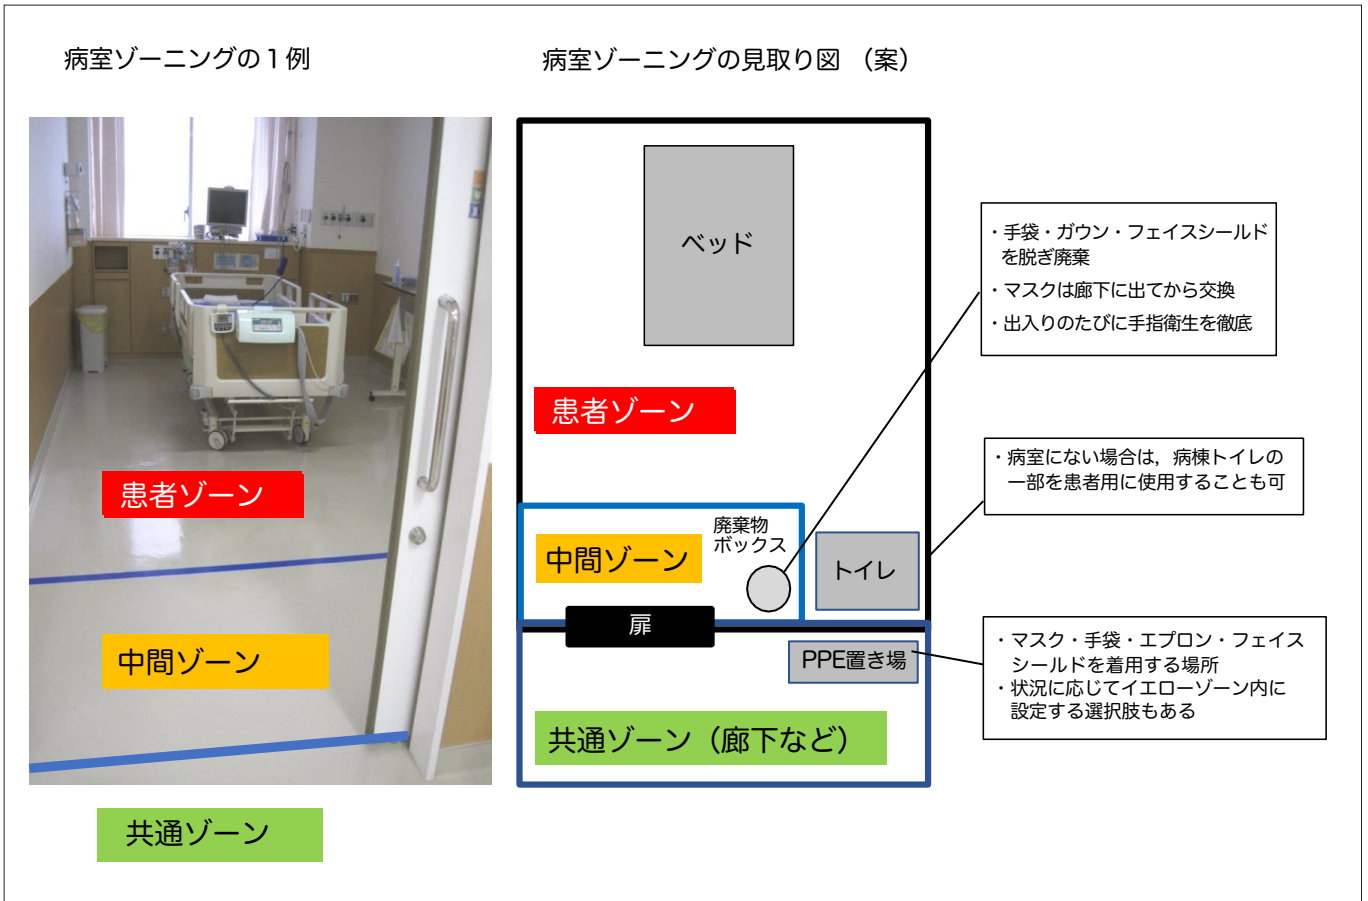 病室ゾーニングの１例
患者ゾーン
中間ゾーン
共通ゾーン
病室ゾーニングの見取り図 （案）
ベッド
患者ゾーン
中間ゾーン
廃棄物
ボックス
トイレ
扉
PPE置き場
共通ゾーン（廊下など）
・手袋・ガウン・フェイスシールド
を脱ぎ廃棄
・マスクは廊下に出てから交換
・出入りのたびに手指衛生を徹底
・病室にない場合は，病棟トイレの
一部を患者用に使用することも可
・マスク・手袋・エプロン・フェイス
シールドを着用する場所
・状況に応じてイエローゾーン内に
設定する選択肢もある